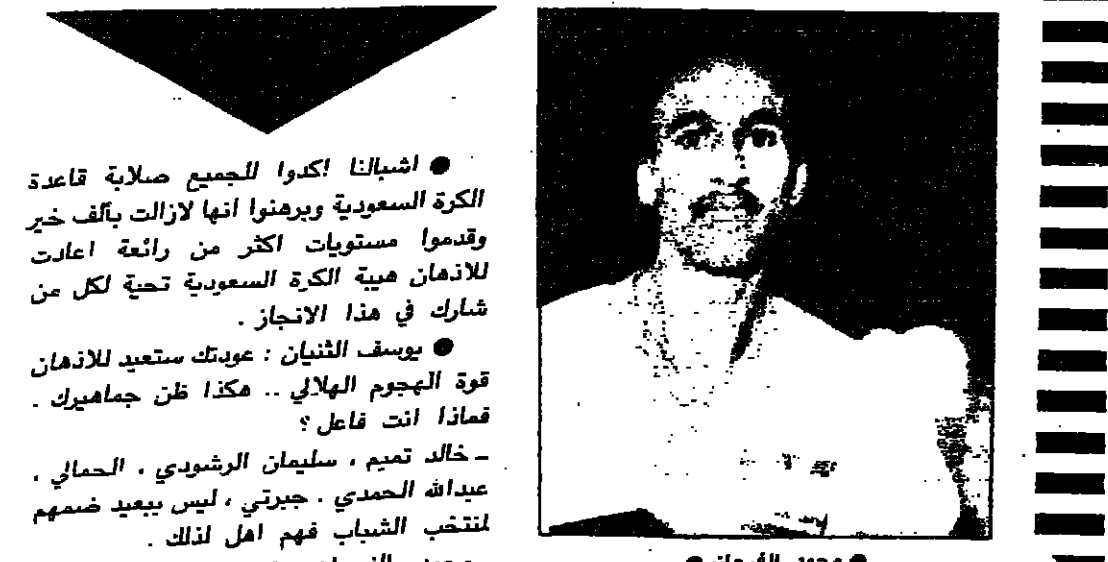 ● اشبالنا اكدوا للجميع صلابة قاعدة
الكرة السعودية وبرهنوا انها لازالت بألف خير
وقدموا مستويات اكثر من رائعة اعادت
للاذهان هيبة الكرة السعودية تحية لكل من
شارك في هذا الانجاز .
● يوسف الثنيان : عودتك ستعيد للاذهان
قوة الهجوم الهلالي .. هكذا ظن جماهيرك .
فماذا انت فاعل ؟
ـ خالد تميم ، سليمان الرشودي ، الحمالي ،
عبدالله الحمدي . جبرتي ، ليس ببعيد ضمهم
لمنتخب الشباب فهم اهل لذلك .